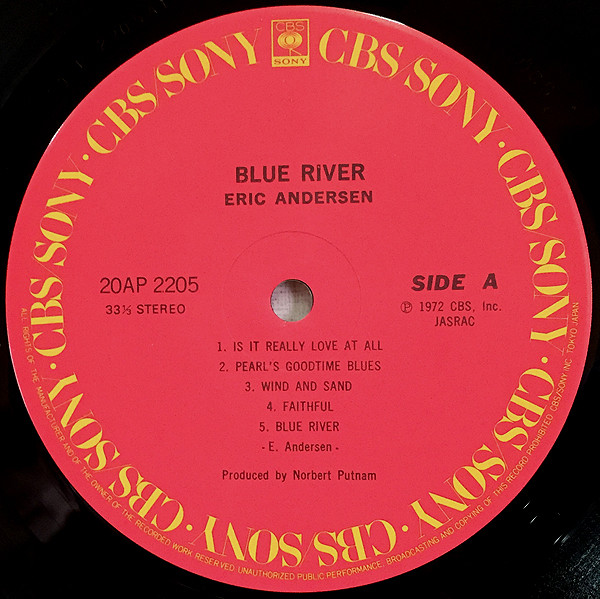 CBS
SONY
CBS/SONY · CBS/SONY · CBS/SONY · CBS/SONY · CBS/SONY · CBS/SONY · CBS/SONY · CBS/SONY
BLUE RiVER
ERIC ANDERSEN
20AP 2205
33⅓ STEREO
SIDE A
Ⓟ 1972 CBS, Inc.
JASRAC
1. IS IT REALLY LOVE AT ALL
2. PEARL'S GOODTIME BLUES
3. WIND AND SAND
4. FAITHFUL
5. BLUE RIVER
- E. Andersen -
Produced by Norbert Putnam
ALL RIGHTS OF THE MANUFACTURER AND OF THE OWNER OF THE RECORDED WORK RESERVED. UNAUTHORIZED PUBLIC PERFORMANCE, BROADCASTING AND COPYING OF THIS RECORD PROHIBITED. CBS/SONY INC. TOKYO JAPAN